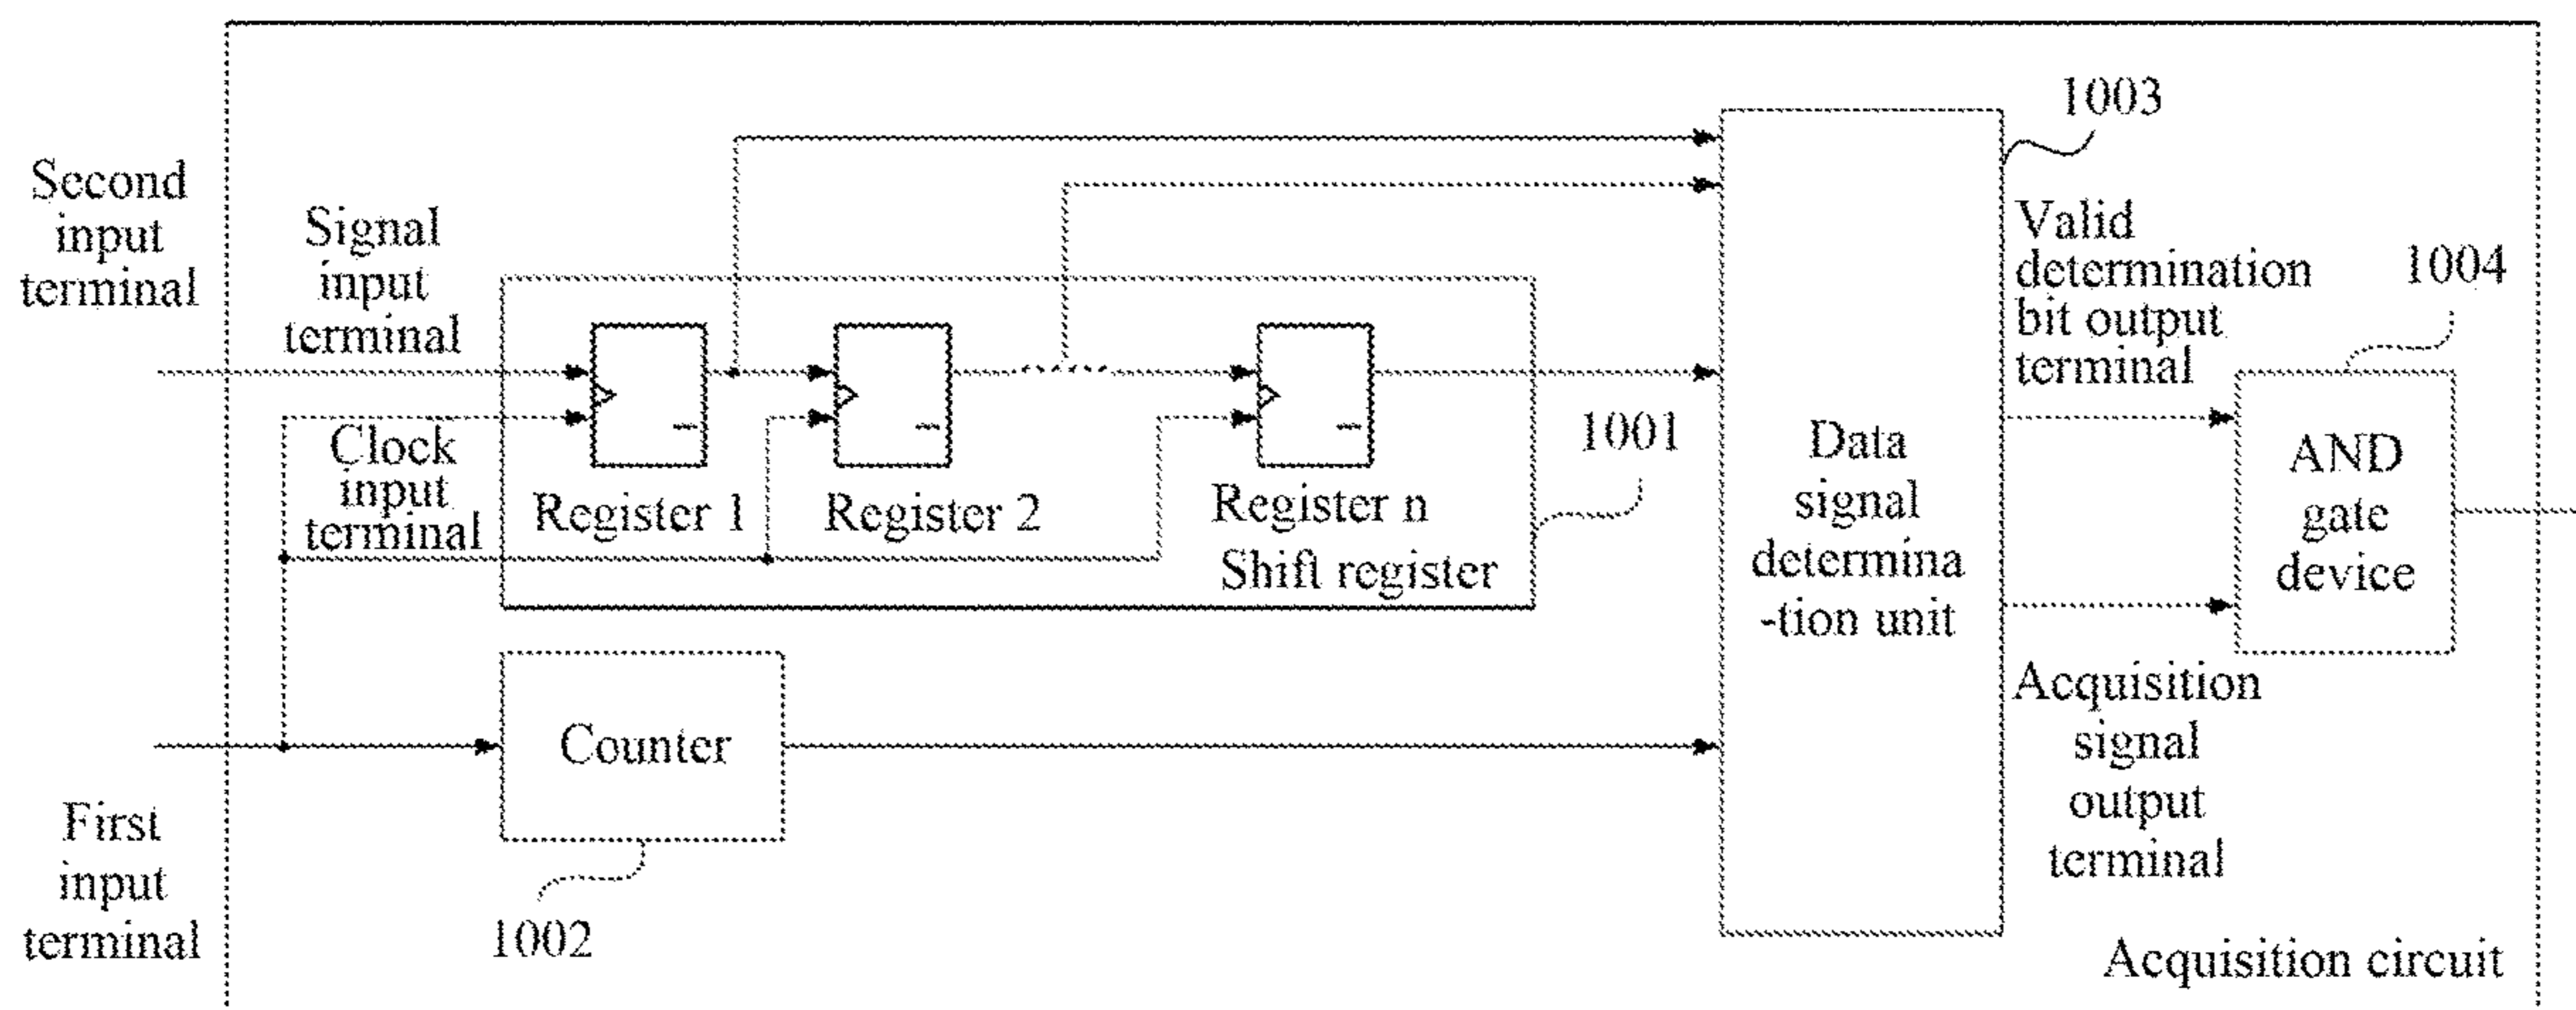 1003
Second
input
terminal
Signal
input
terminal
Valid
determination
bit output
terminal
1004
Clock
input
terminal
Register 1
Register 2
Register n
Shift register
1001
Data
signal
determina
-tion unit
AND
gate
device
Counter
1002
First
input
terminal
Acquisition
signal
output
terminal
Acquisition circuit